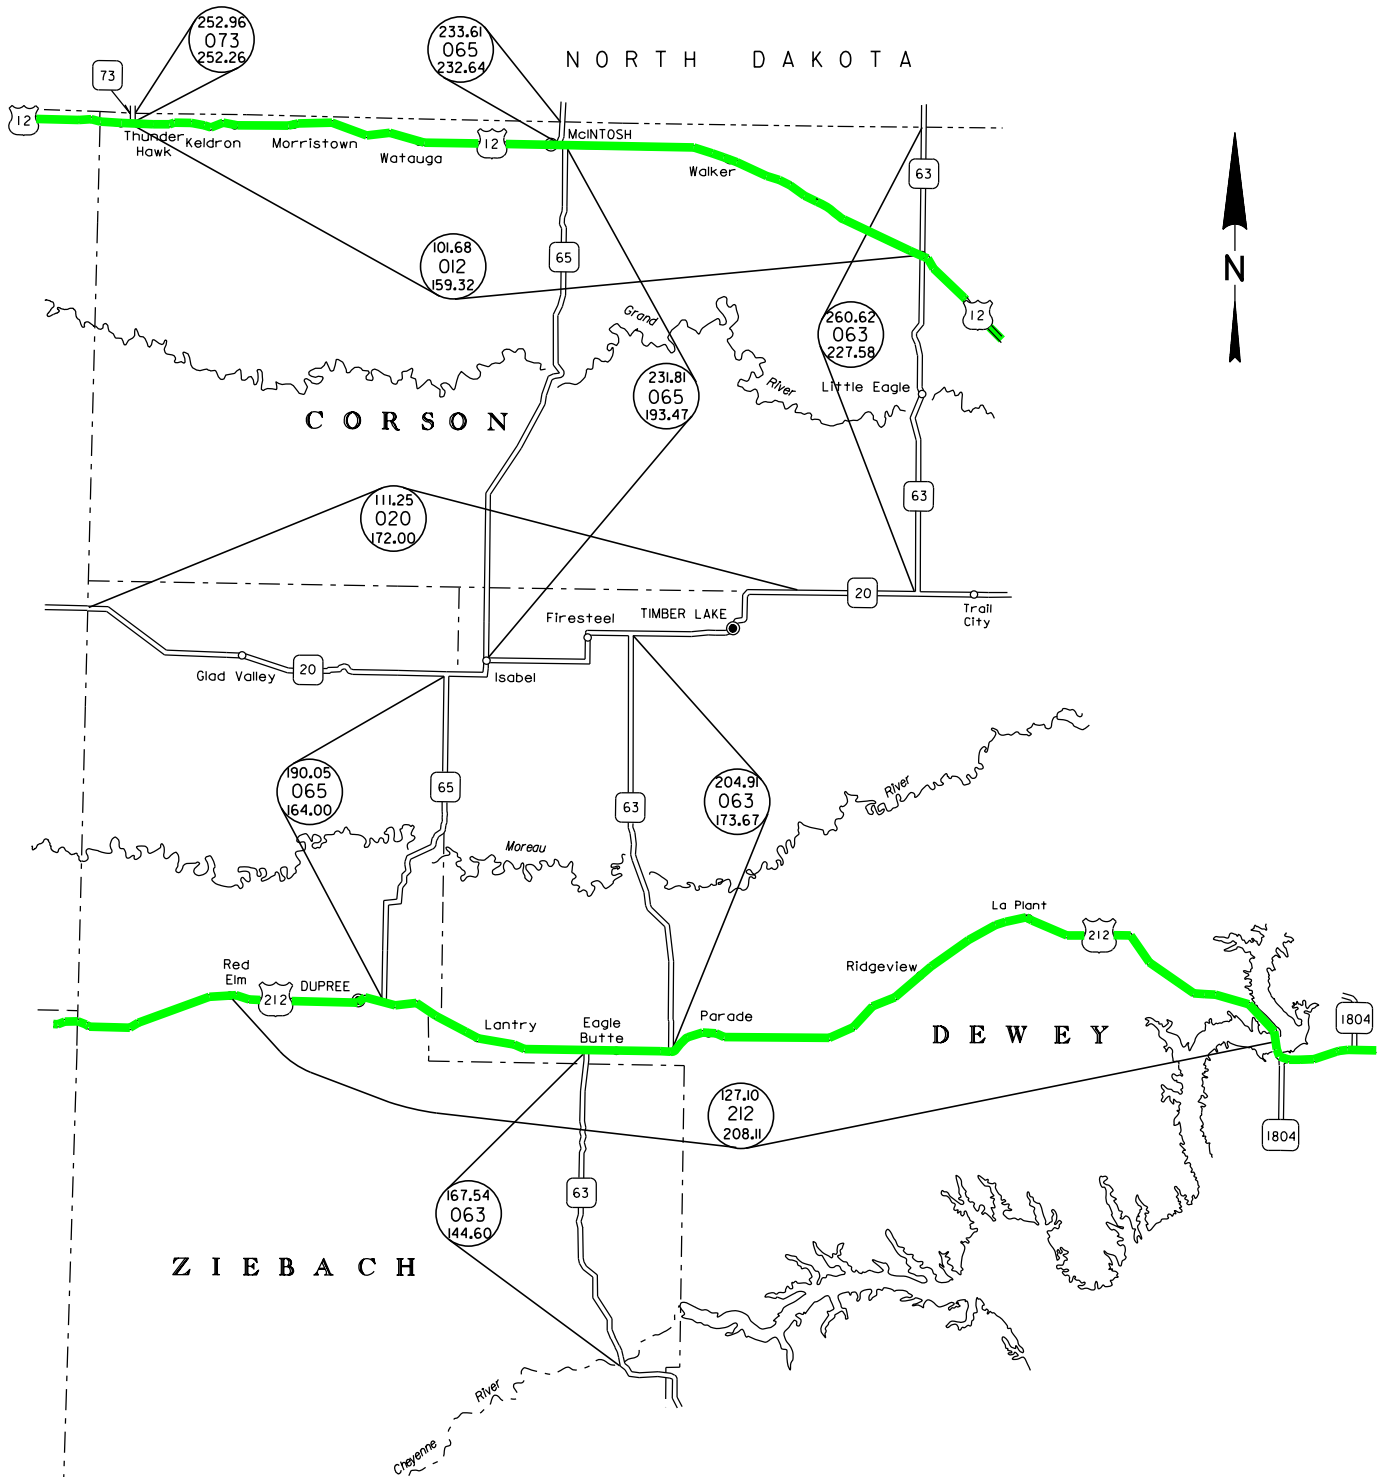 252.96
073
252.26
233.61
065
232.64
NORTH DAKOTA
73
12
Thunder
Hawk
Keldron
Morristown
Watauga
12
McINTOSH
Walker
63
101.68
012
159.32
65
Grand
River
260.62
063
227.58
12
N
Little Eagle
231.81
065
193.47
CORSON
111.25
020
172.00
63
20
Trail
City
Firesteel
TIMBER LAKE
Glad Valley
20
Isabel
190.05
065
164.00
65
63
204.91
063
173.67
River
Moreau
La Plant
212
Red
Elm
212
DUPREE
Ridgeview
Lantry
Eagle
Butte
Parade
DEWEY
1804
127.10
212
208.11
1804
167.54
063
144.60
63
ZIEBACH
River
Cheyenne